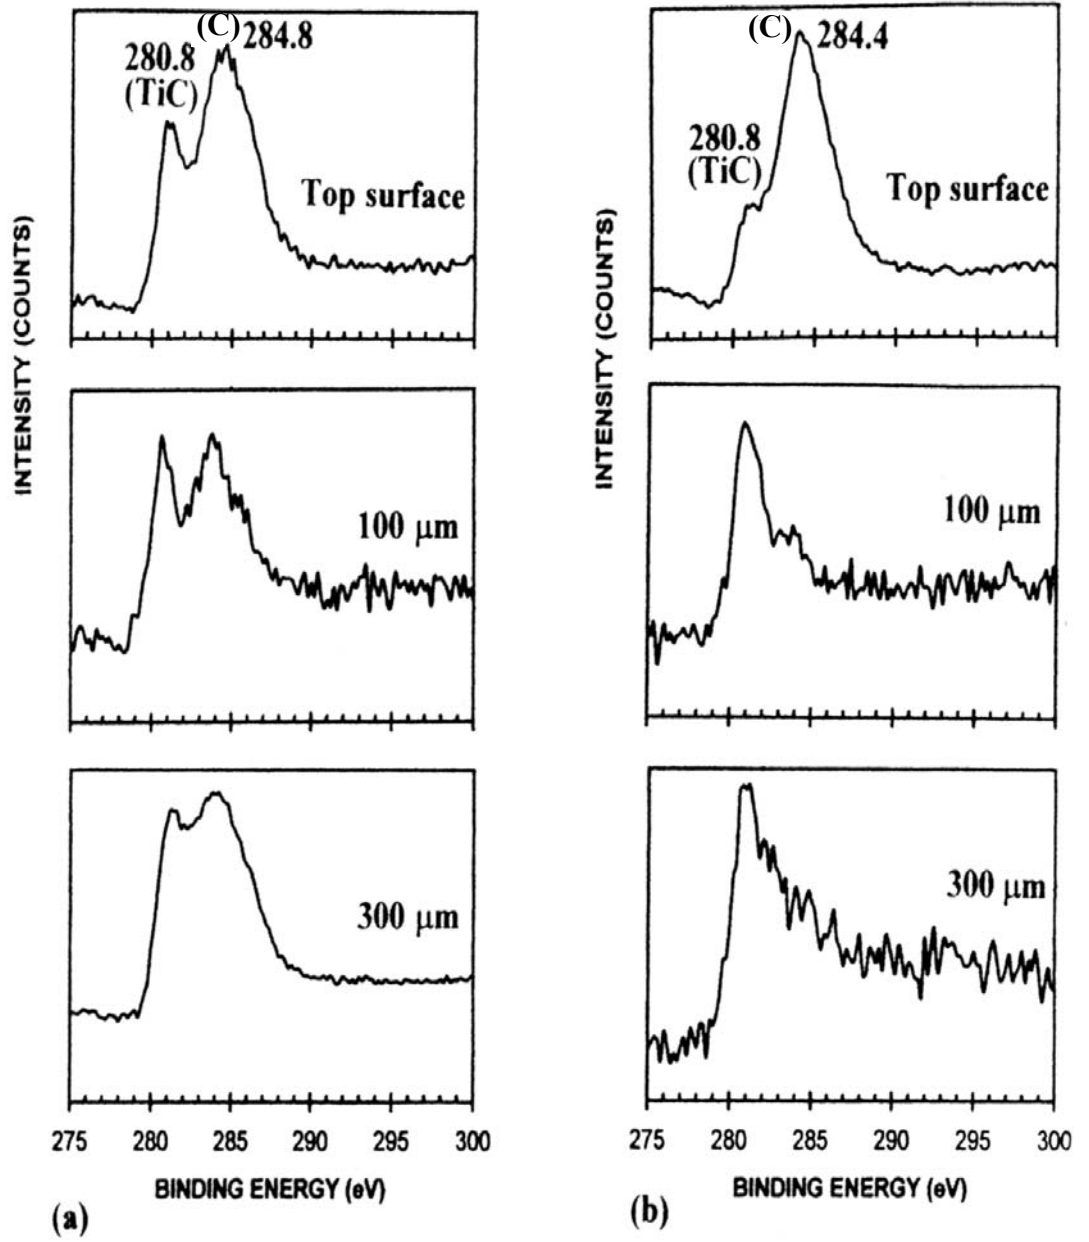 (C) 284.8
280.8
(TiC)
Top surface
INTENSITY (COUNTS)
100 µm
300 µm
275 280 285 290 295 300
BINDING ENERGY (eV)
(a)
(C) 284.4
280.8
(TiC)
Top surface
INTENSITY (COUNTS)
100 µm
300 µm
275 280 285 290 295 300
BINDING ENERGY (eV)
(b)